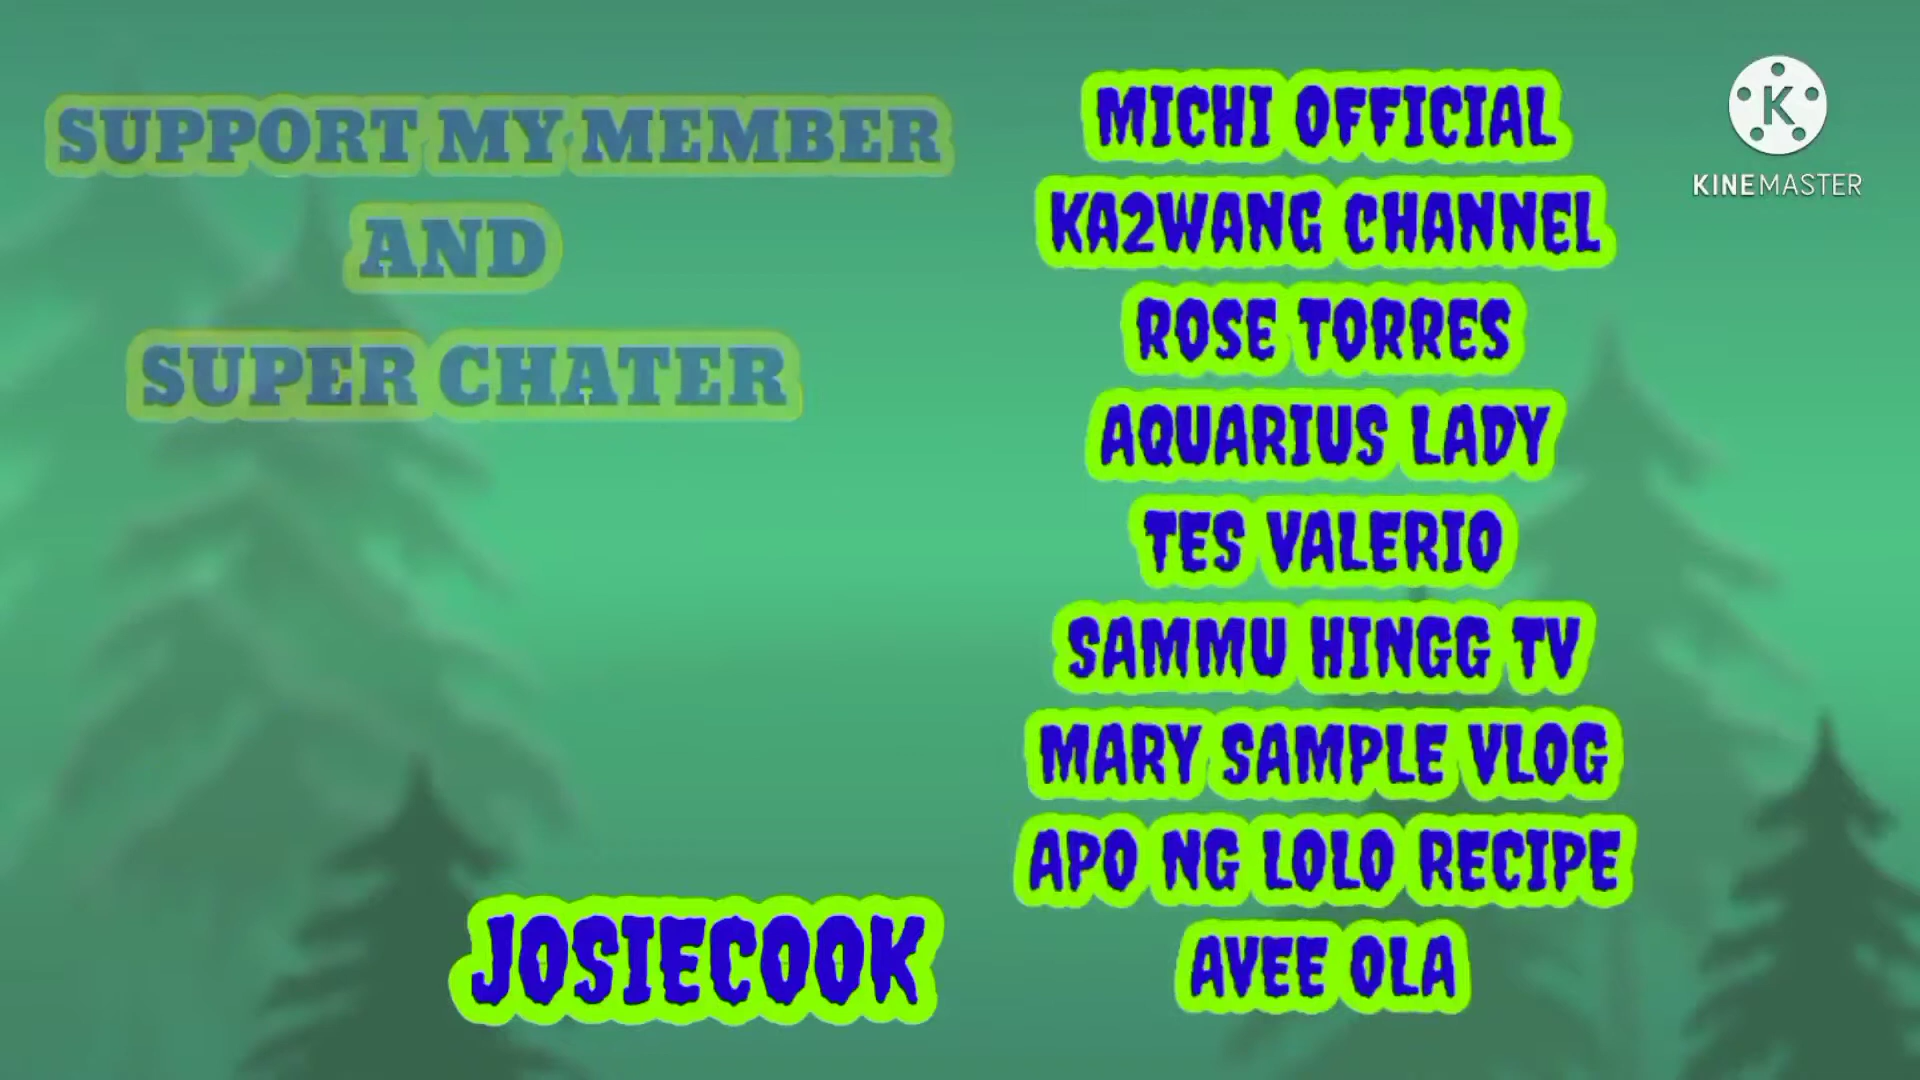 SUPPORT MY MEMBER
AND
SUPER CHATER
JOSIECOOK
MICHI OFFICIAL
KA2WANG CHANNEL
ROSE TORRES
AQUARIUS LADY
TES VALERIO
SAMMU HINGG TV
MARY SAMPLE VLOG
APO NG LOLO RECIPE
AVEE OLA
K
KINEMASTER